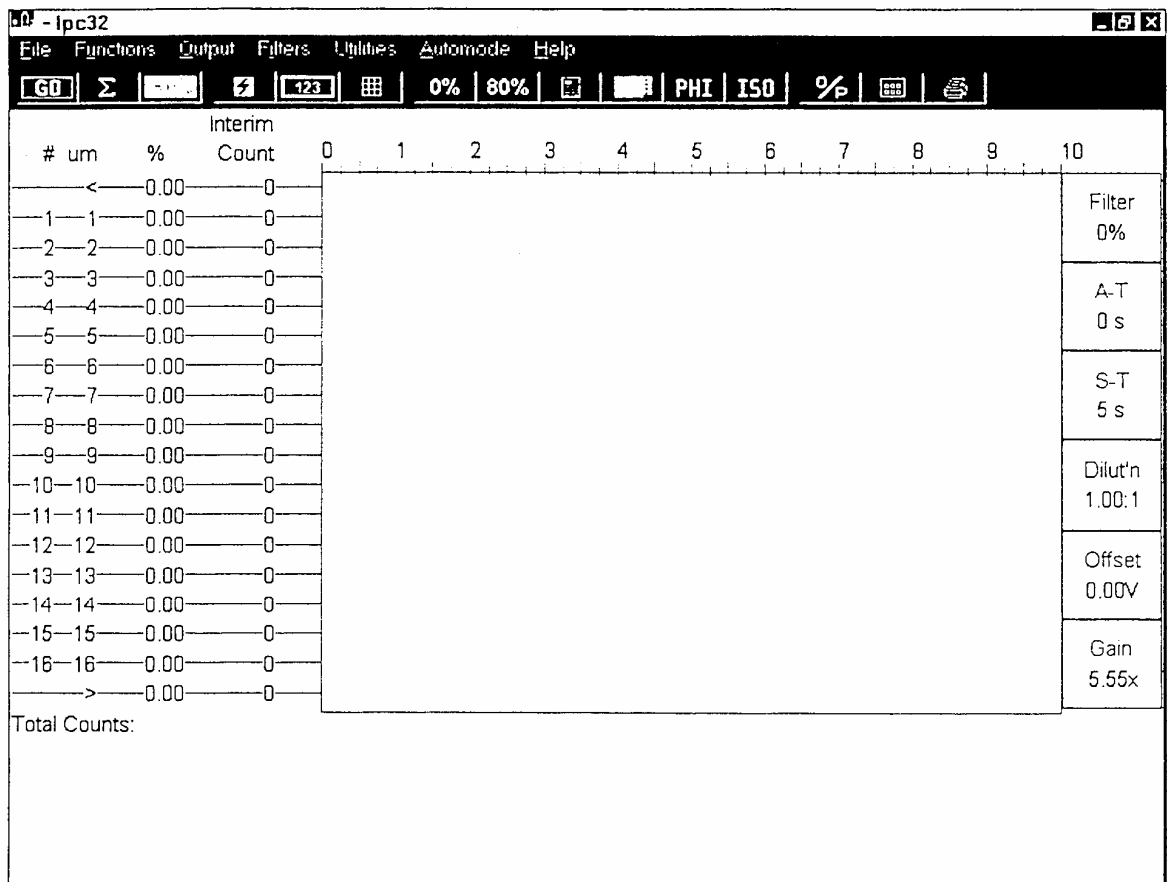 - lpc32
File Functions Output Filters Utilities Automode Help
GO Σ 123 0% 80% PHI ISO O/P
Interim
# um % Count 0 1 2 3 4 5 6 7 8 9 10
< 0.00 0
1 1 0.00 0
2 2 0.00 0
3 3 0.00 0
4 4 0.00 0
5 5 0.00 0
6 6 0.00 0
7 7 0.00 0
8 8 0.00 0
9 9 0.00 0
10 10 0.00 0
11 11 0.00 0
12 12 0.00 0
13 13 0.00 0
14 14 0.00 0
15 15 0.00 0
16 16 0.00 0
> 0.00 0
Total Counts:
Filter
0%
A-T
0 s
S-T
5 s
Dilut'n
1.00:1
Offset
0.00V
Gain
5.55x